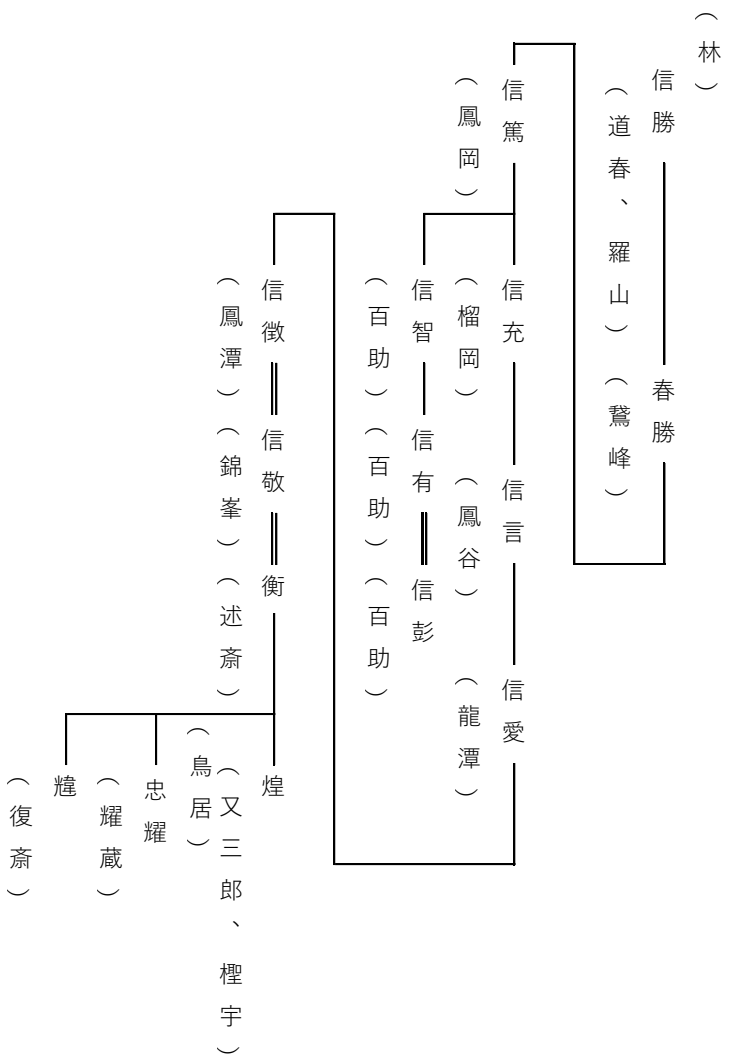 （林）
信勝
（道春、羅山）
春勝
（鵞峰）
信篤
（鳳岡）
信充
（榴岡）
信言
（鳳谷）
信愛
（龍潭）
信智
（百助）
信有
（百助）
信彭
（百助）
信徴
（鳳潭）
信敬
（錦峯）
衡
（述斎）
煌
（又三郎、檉宇）
（鳥居）
忠耀
（耀蔵）
韑
（復斎）